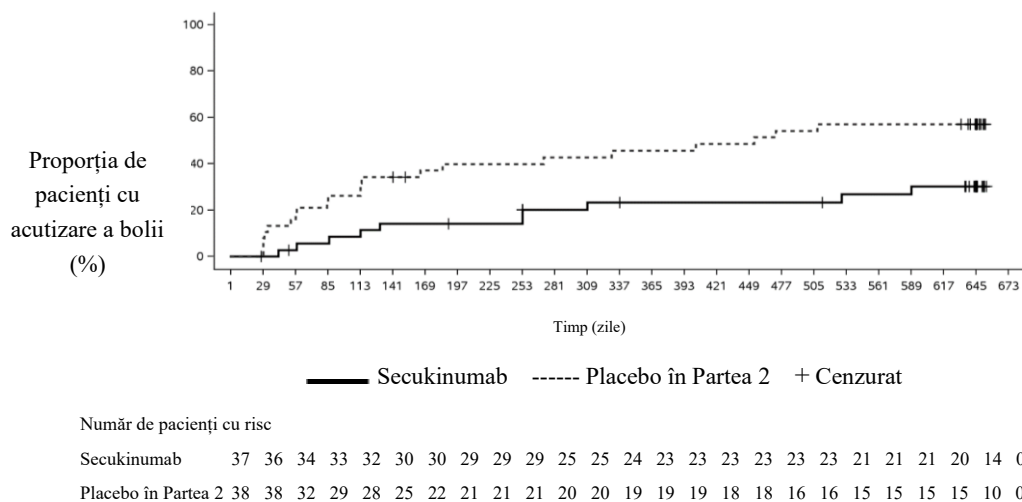 100
80
60
40
20
0
Proporția de
pacienți cu
acutizare a bolii
(%)
1 29 57 85 113 141 169 197 225 253 281 309 337 365 393 421 449 477 505 533 561 589 617 645 673
Timp (zile)
Secukinumab Placebo în Partea 2 + Cenzurat
Număr de pacienți cu risc
Secukinumab 37 36 34 33 32 30 30 29 29 29 25 25 24 23 23 23 23 23 23 21 21 21 20 14 0
Placebo în Partea 2 38 38 32 29 28 25 22 21 21 21 20 20 19 19 19 18 18 16 16 15 15 15 15 10 0